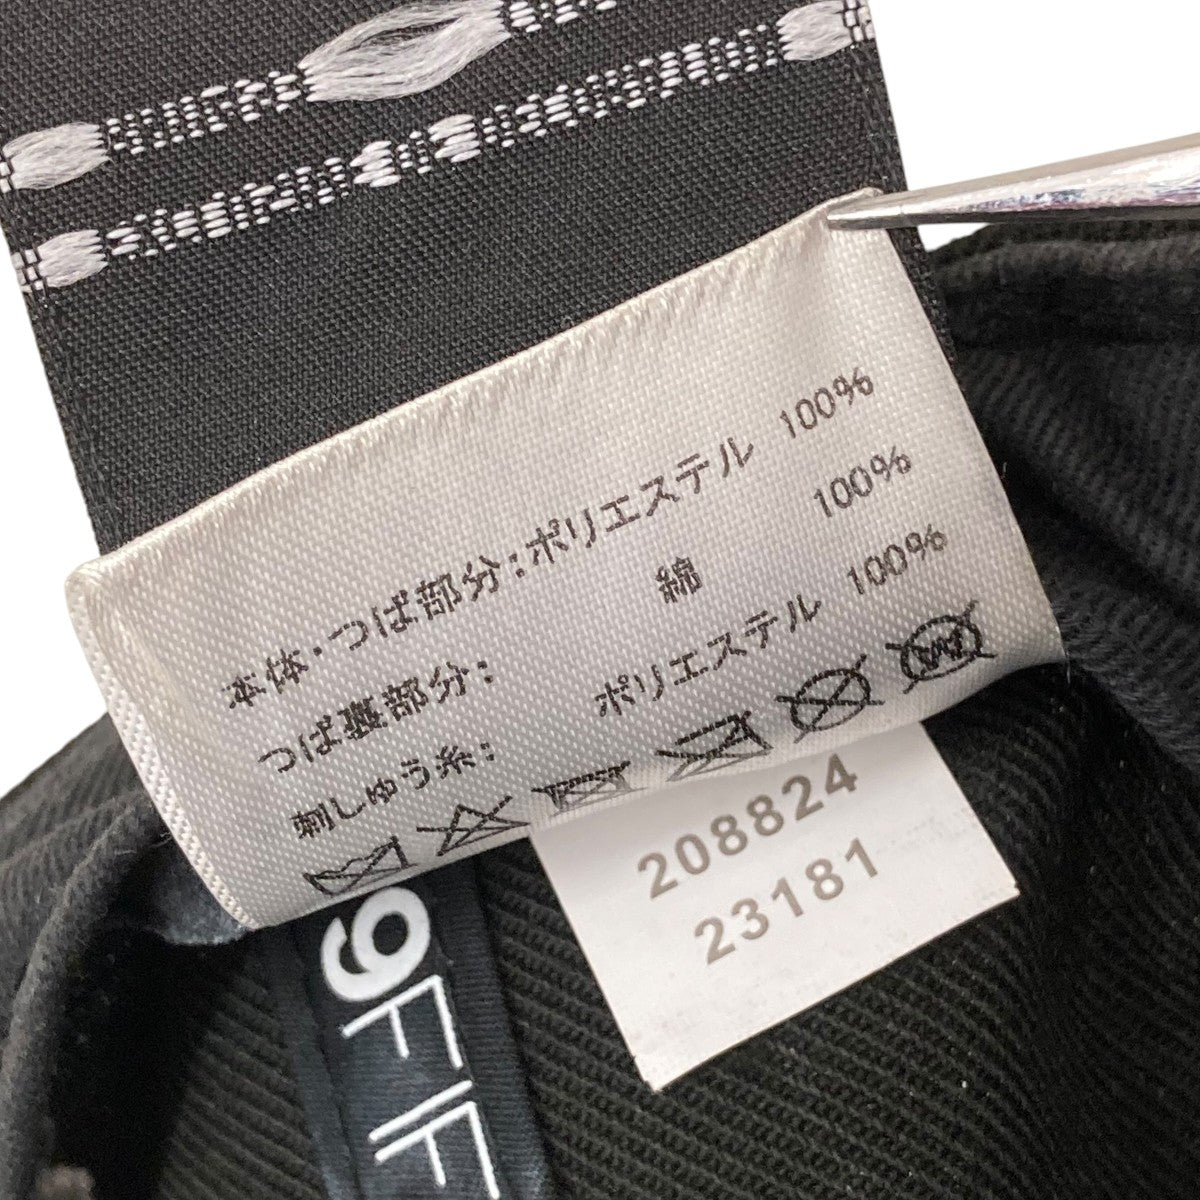 本体・つば部分：ポリエステル 100%
つば裏部分： 綿 100%
刺しゅう糸： ポリエステル 100%
208824
23181
9FIF